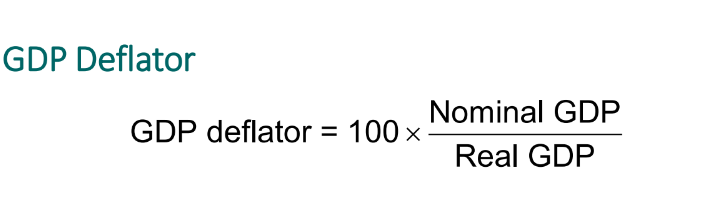 GDP Deflator
GDP deflator = 100 × Nominal GDP
Real GDP